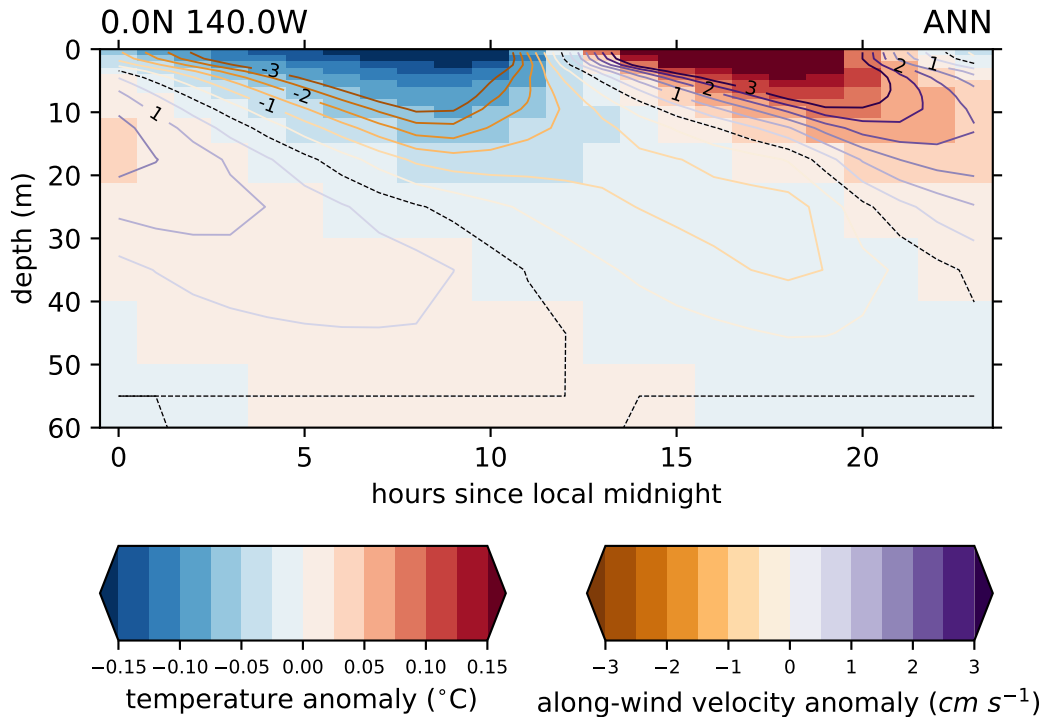 0.0N 140.0W ANN
0
10
20
30
40
50
60
depth (m)
-3
-2
-1
1
1
2
3
2
1
0 5 10 15 20
hours since local midnight
−0.15 −0.10 −0.05 0.00 0.05 0.10 0.15
temperature anomaly (°C)
−3 −2 −1 0 1 2 3
along-wind velocity anomaly (cm s⁻¹)